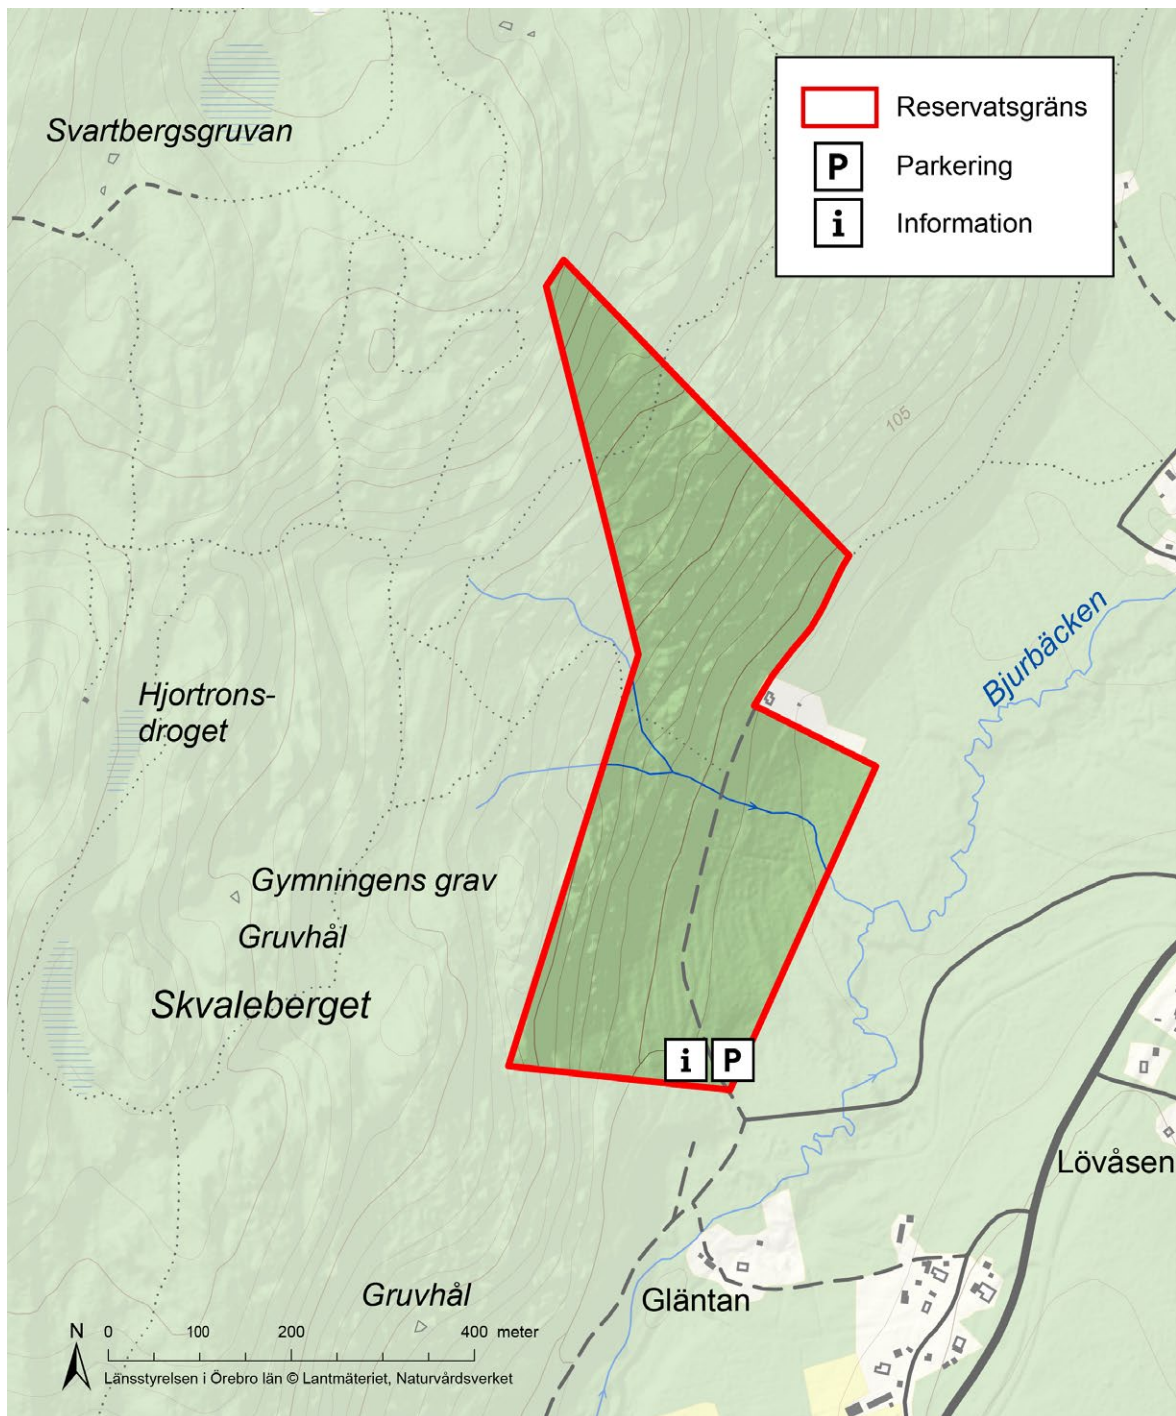 Svartbergsgruvan
Reservatsgräns
P
Parkering
i
Information
105
Bjurbäcken
Hjortrons-
droget
Gymningens grav
Gruvhål
Skvaleberget
i
P
Lövåsen
Gläntan
Gruvhål
N
0 100 200 400 meter
Länsstyrelsen i Örebro län © Lantmäteriet, Naturvårdsverket